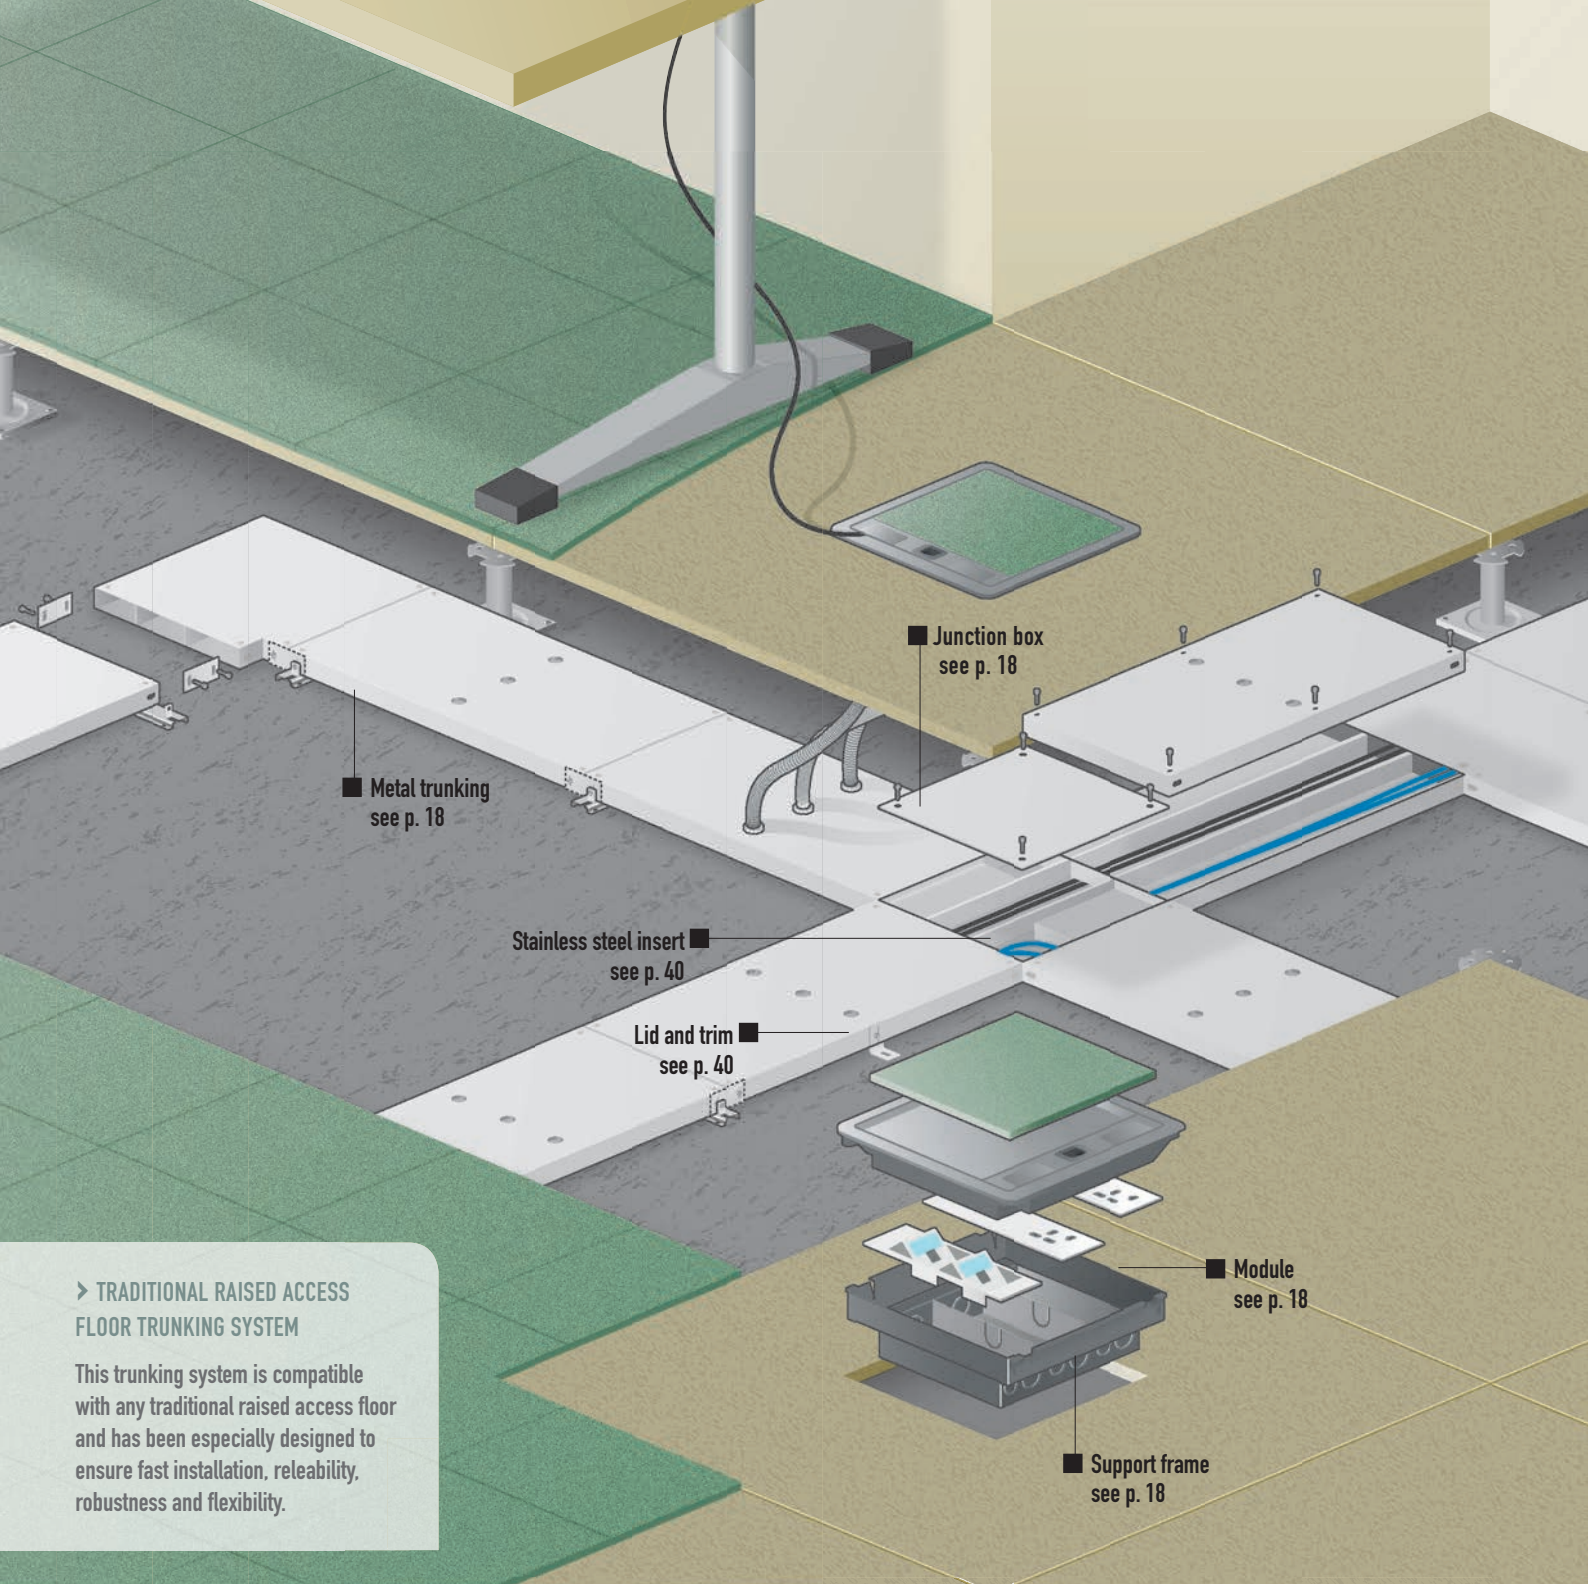 Junction box
see p. 18
Metal trunking
see p. 18
Stainless steel insert
see p. 40
Lid and trim
see p. 40
Module
see p. 18
> TRADITIONAL RAISED ACCESS
FLOOR TRUNKING SYSTEM
This trunking system is compatible
with any traditional raised access floor
and has been especially designed to
ensure fast installation, releability,
robustness and flexibility.
Support frame
see p. 18